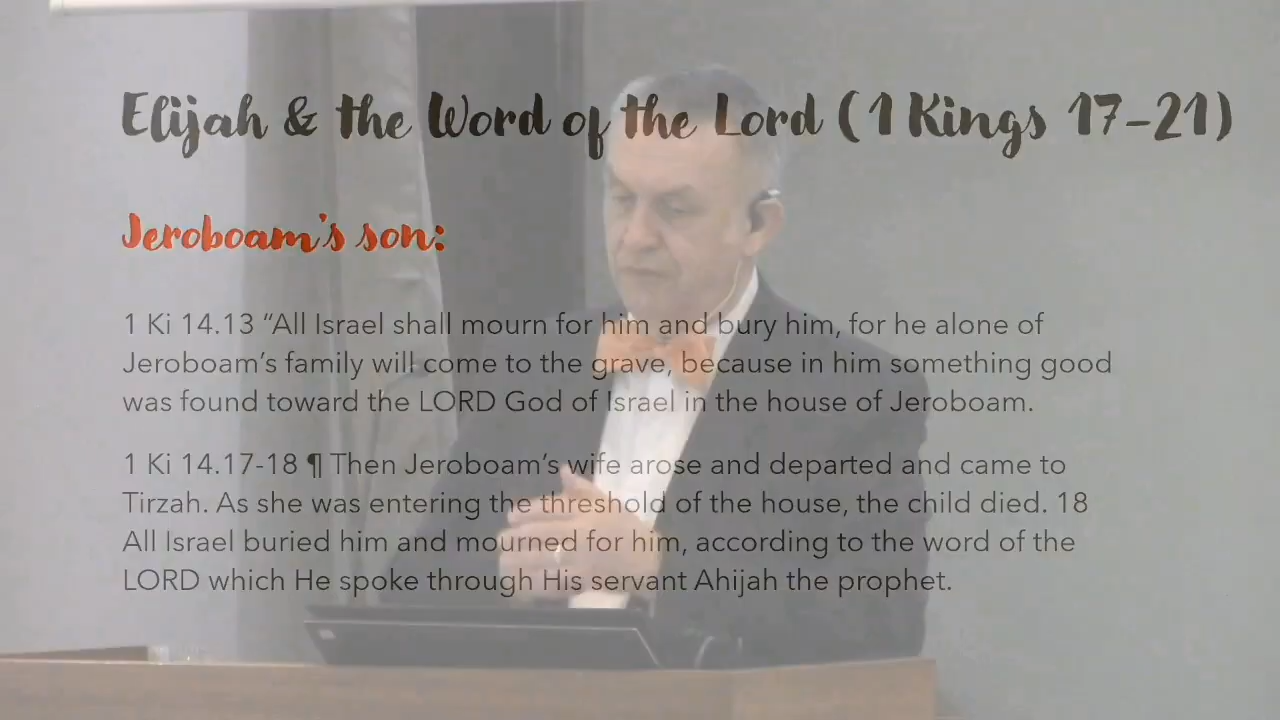 Elijah & the Word of the Lord (1 Kings 17-21)
Jeroboam's son:
1 Ki 14.13 “All Israel shall mourn for him and bury him, for he alone of
Jeroboam’s family will come to the grave, because in him something good
was found toward the LORD God of Israel in the house of Jeroboam.
1 Ki 14.17-18 ¶ Then Jeroboam’s wife arose and departed and came to
Tirzah. As she was entering the threshold of the house, the child died. 18
All Israel buried him and mourned for him, according to the word of the
LORD which He spoke through His servant Ahijah the prophet.